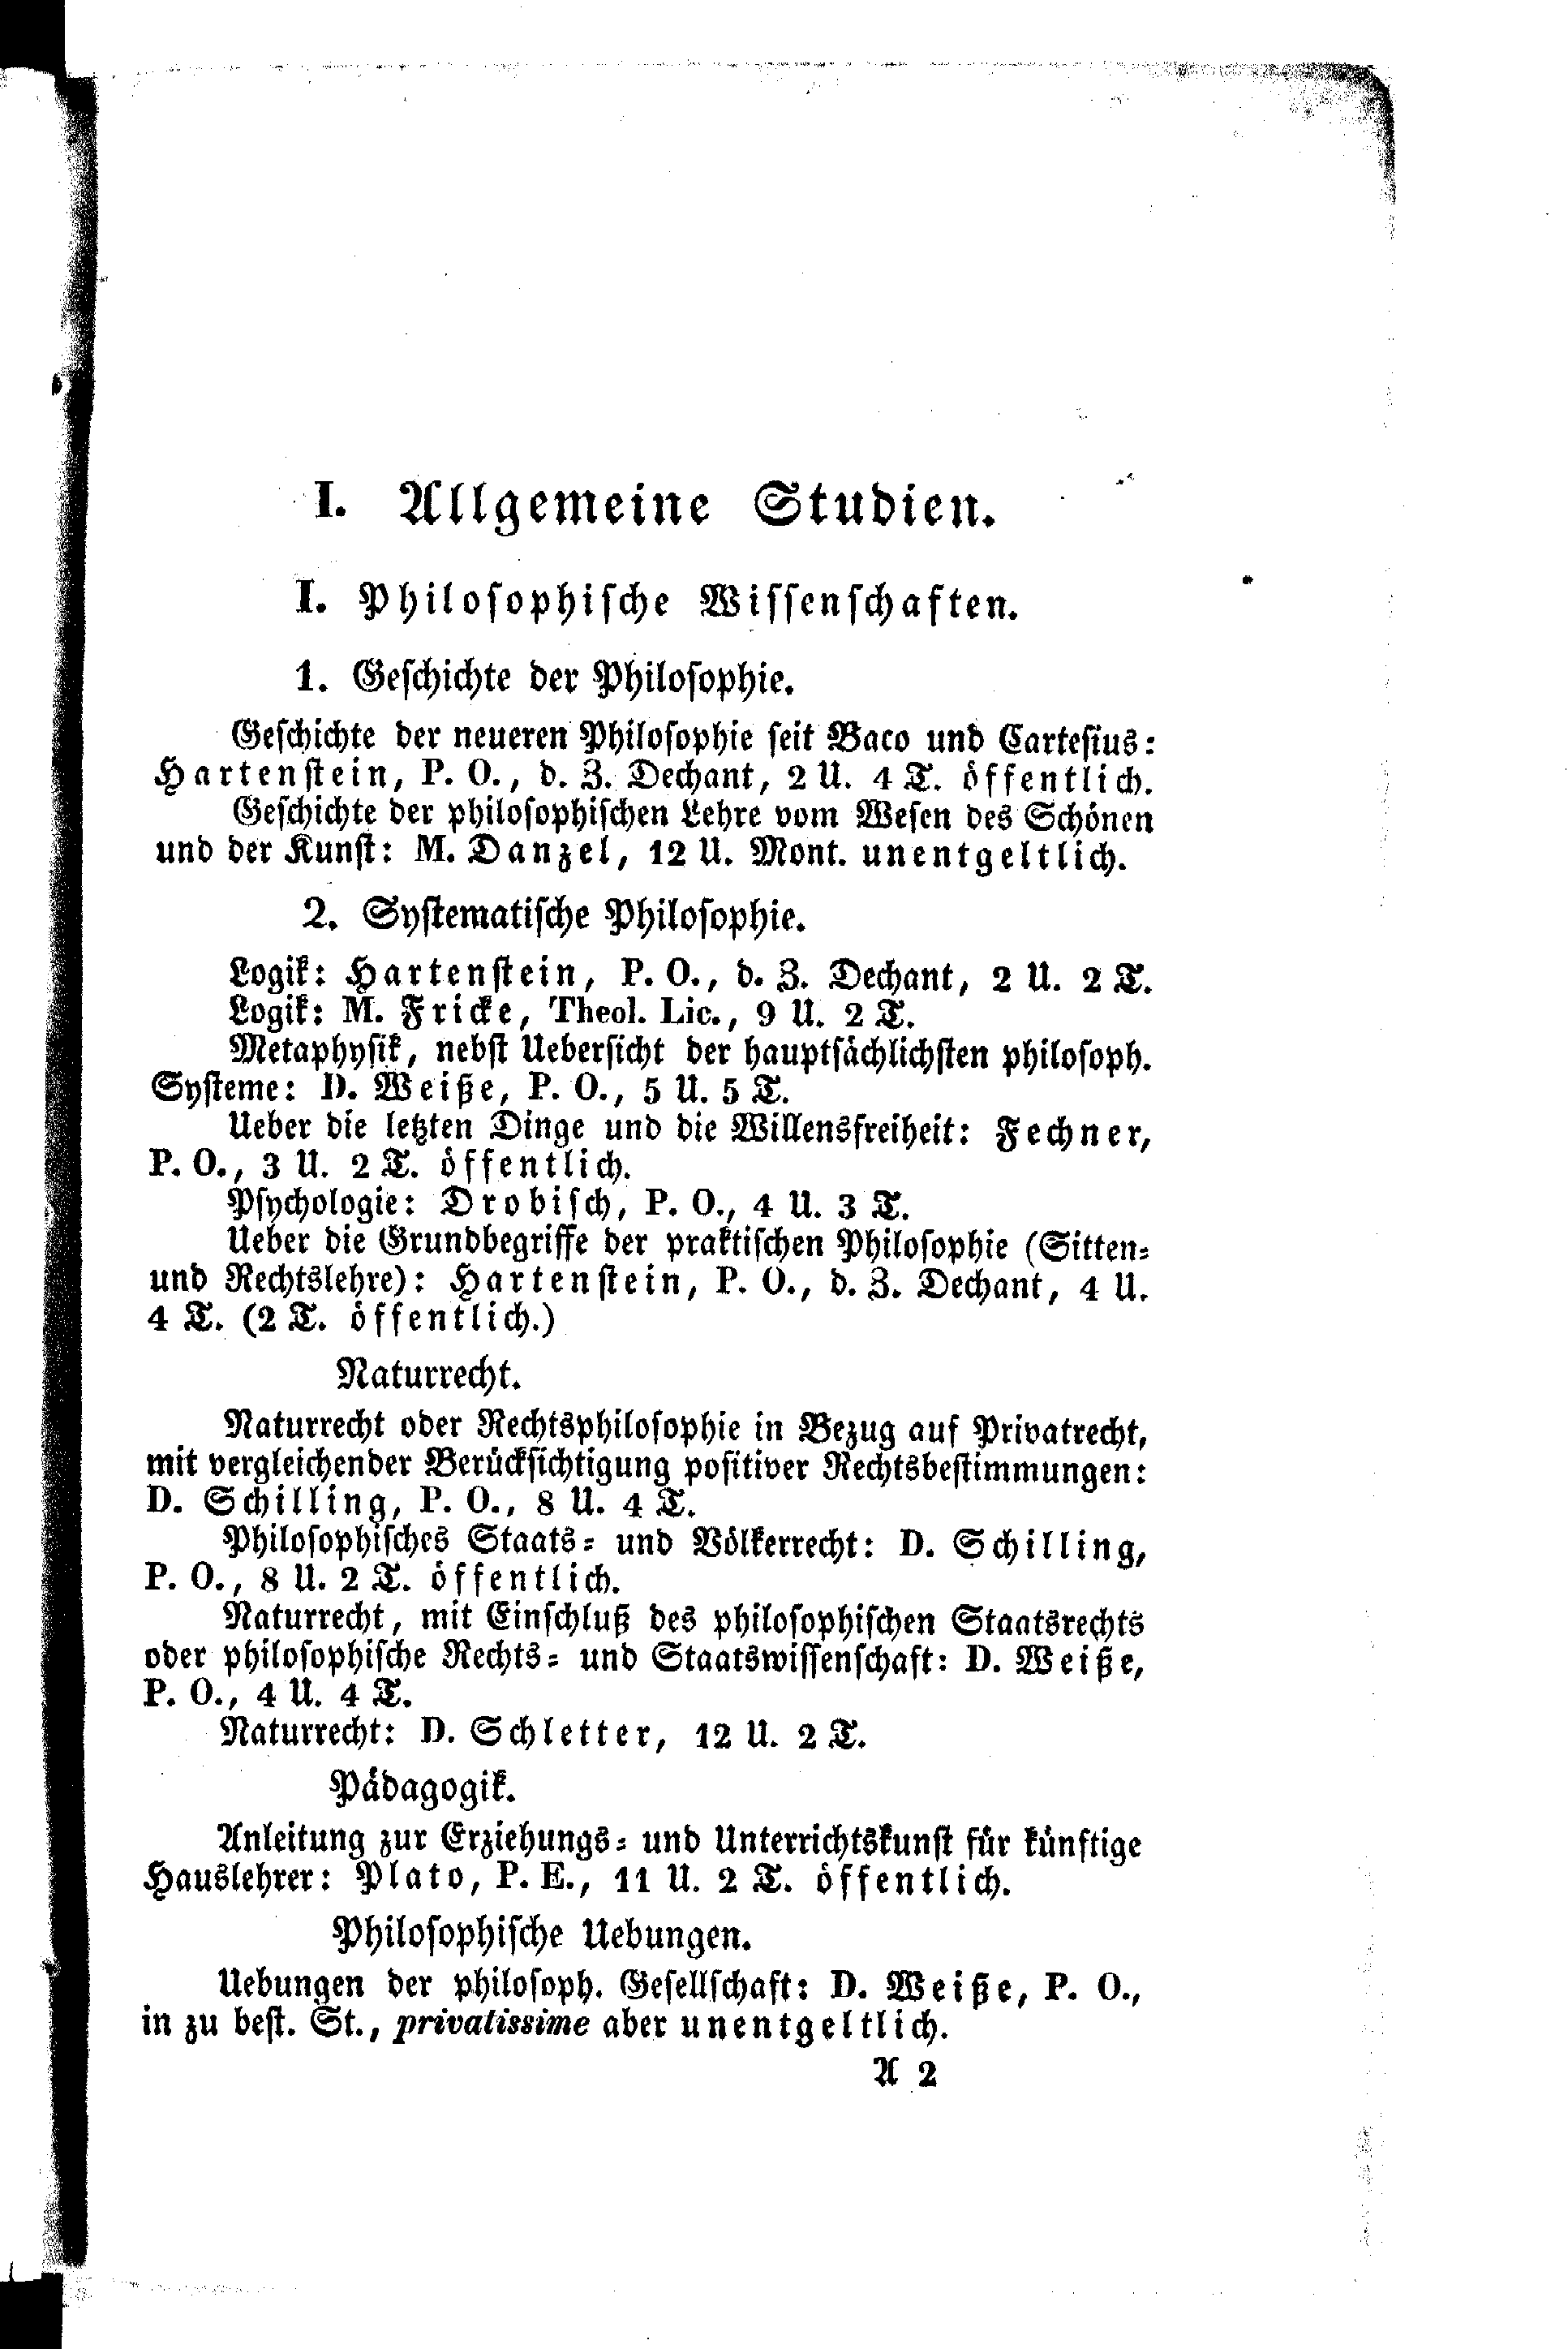 I. Allgemeine Studien.
I. Philosophische Wissenschaften.
1. Geschichte der Philosophie.
Geschichte der neueren Philosophie seit Baco und Cartesius:
Hartenstein, P. O., d. Z. Dechant, 2 U. 4 T. öffentlich.
Geschichte der philosophischen Lehre vom Wesen des Schönen
und der Kunst: M. Danzel, 12 U. Mont. unentgeltlich.
2. Systematische Philosophie.
Logik: Hartenstein, P. O., d. Z. Dechant, 2 U. 2 T.
Logik: M. Fricke, Theol. Lic., 9 U. 2 T.
Metaphysik, nebst Uebersicht der hauptsächlichsten philosoph.
Systeme: D. Weiße, P. O., 5 U. 5 T.
Ueber die letzten Dinge und die Willensfreiheit: Fechner,
P. O., 3 U. 2 T. öffentlich.
Psychologie: Drobisch, P. O., 4 U. 3 T.
Ueber die Grundbegriffe der praktischen Philosophie (Sitten-
und Rechtslehre): Hartenstein, P. O., d. Z. Dechant, 4 U.
4 T. (2 T. öffentlich.)
Naturrecht.
Naturrecht oder Rechtsphilosophie in Bezug auf Privatrecht,
mit vergleichender Berücksichtigung positiver Rechtsbestimmungen:
D. Schilling, P. O., 8 U. 4 T.
Philosophisches Staats- und Völkerrecht: D. Schilling,
P. O., 8 U. 2 T. öffentlich.
Naturrecht, mit Einschluß des philosophischen Staatsrechts
oder philosophische Rechts- und Staatswissenschaft: D. Weiße,
P. O., 4 U. 4 T.
Naturrecht: D. Schletter, 12 U. 2 T.
Pädagogik.
Anleitung zur Erziehungs- und Unterrichtskunst für künftige
Hauslehrer: Plato, P. E., 11 U. 2 T. öffentlich.
Philosophische Uebungen.
Uebungen der philosoph. Gesellschaft: D. Weiße, P. O.,
in zu best. St., privatissime aber unentgeltlich.
A 2